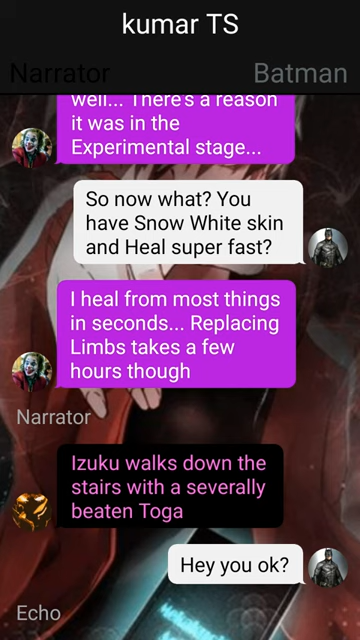 kumar TS
Narrator
Batman
well... There's a reason
it was in the
Experimental stage...
So now what? You
have Snow White skin
and Heal super fast?
I heal from most things
in seconds... Replacing
Limbs takes a few
hours though
Narrator
Izuku walks down the
stairs with a severally
beaten Toga
Hey you ok?
Echo